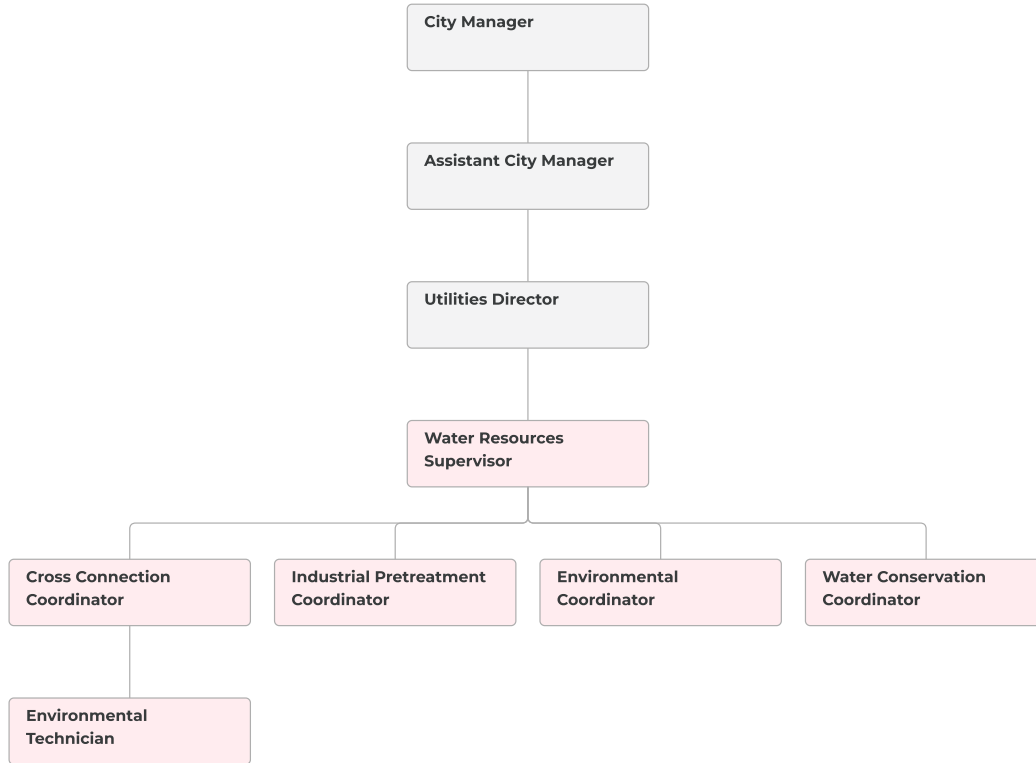 City Manager
Assistant City Manager
Utilities Director
Water Resources
Supervisor
Cross Connection
Coordinator
Industrial Pretreatment
Coordinator
Environmental
Coordinator
Water Conservation
Coordinator
Environmental
Technician